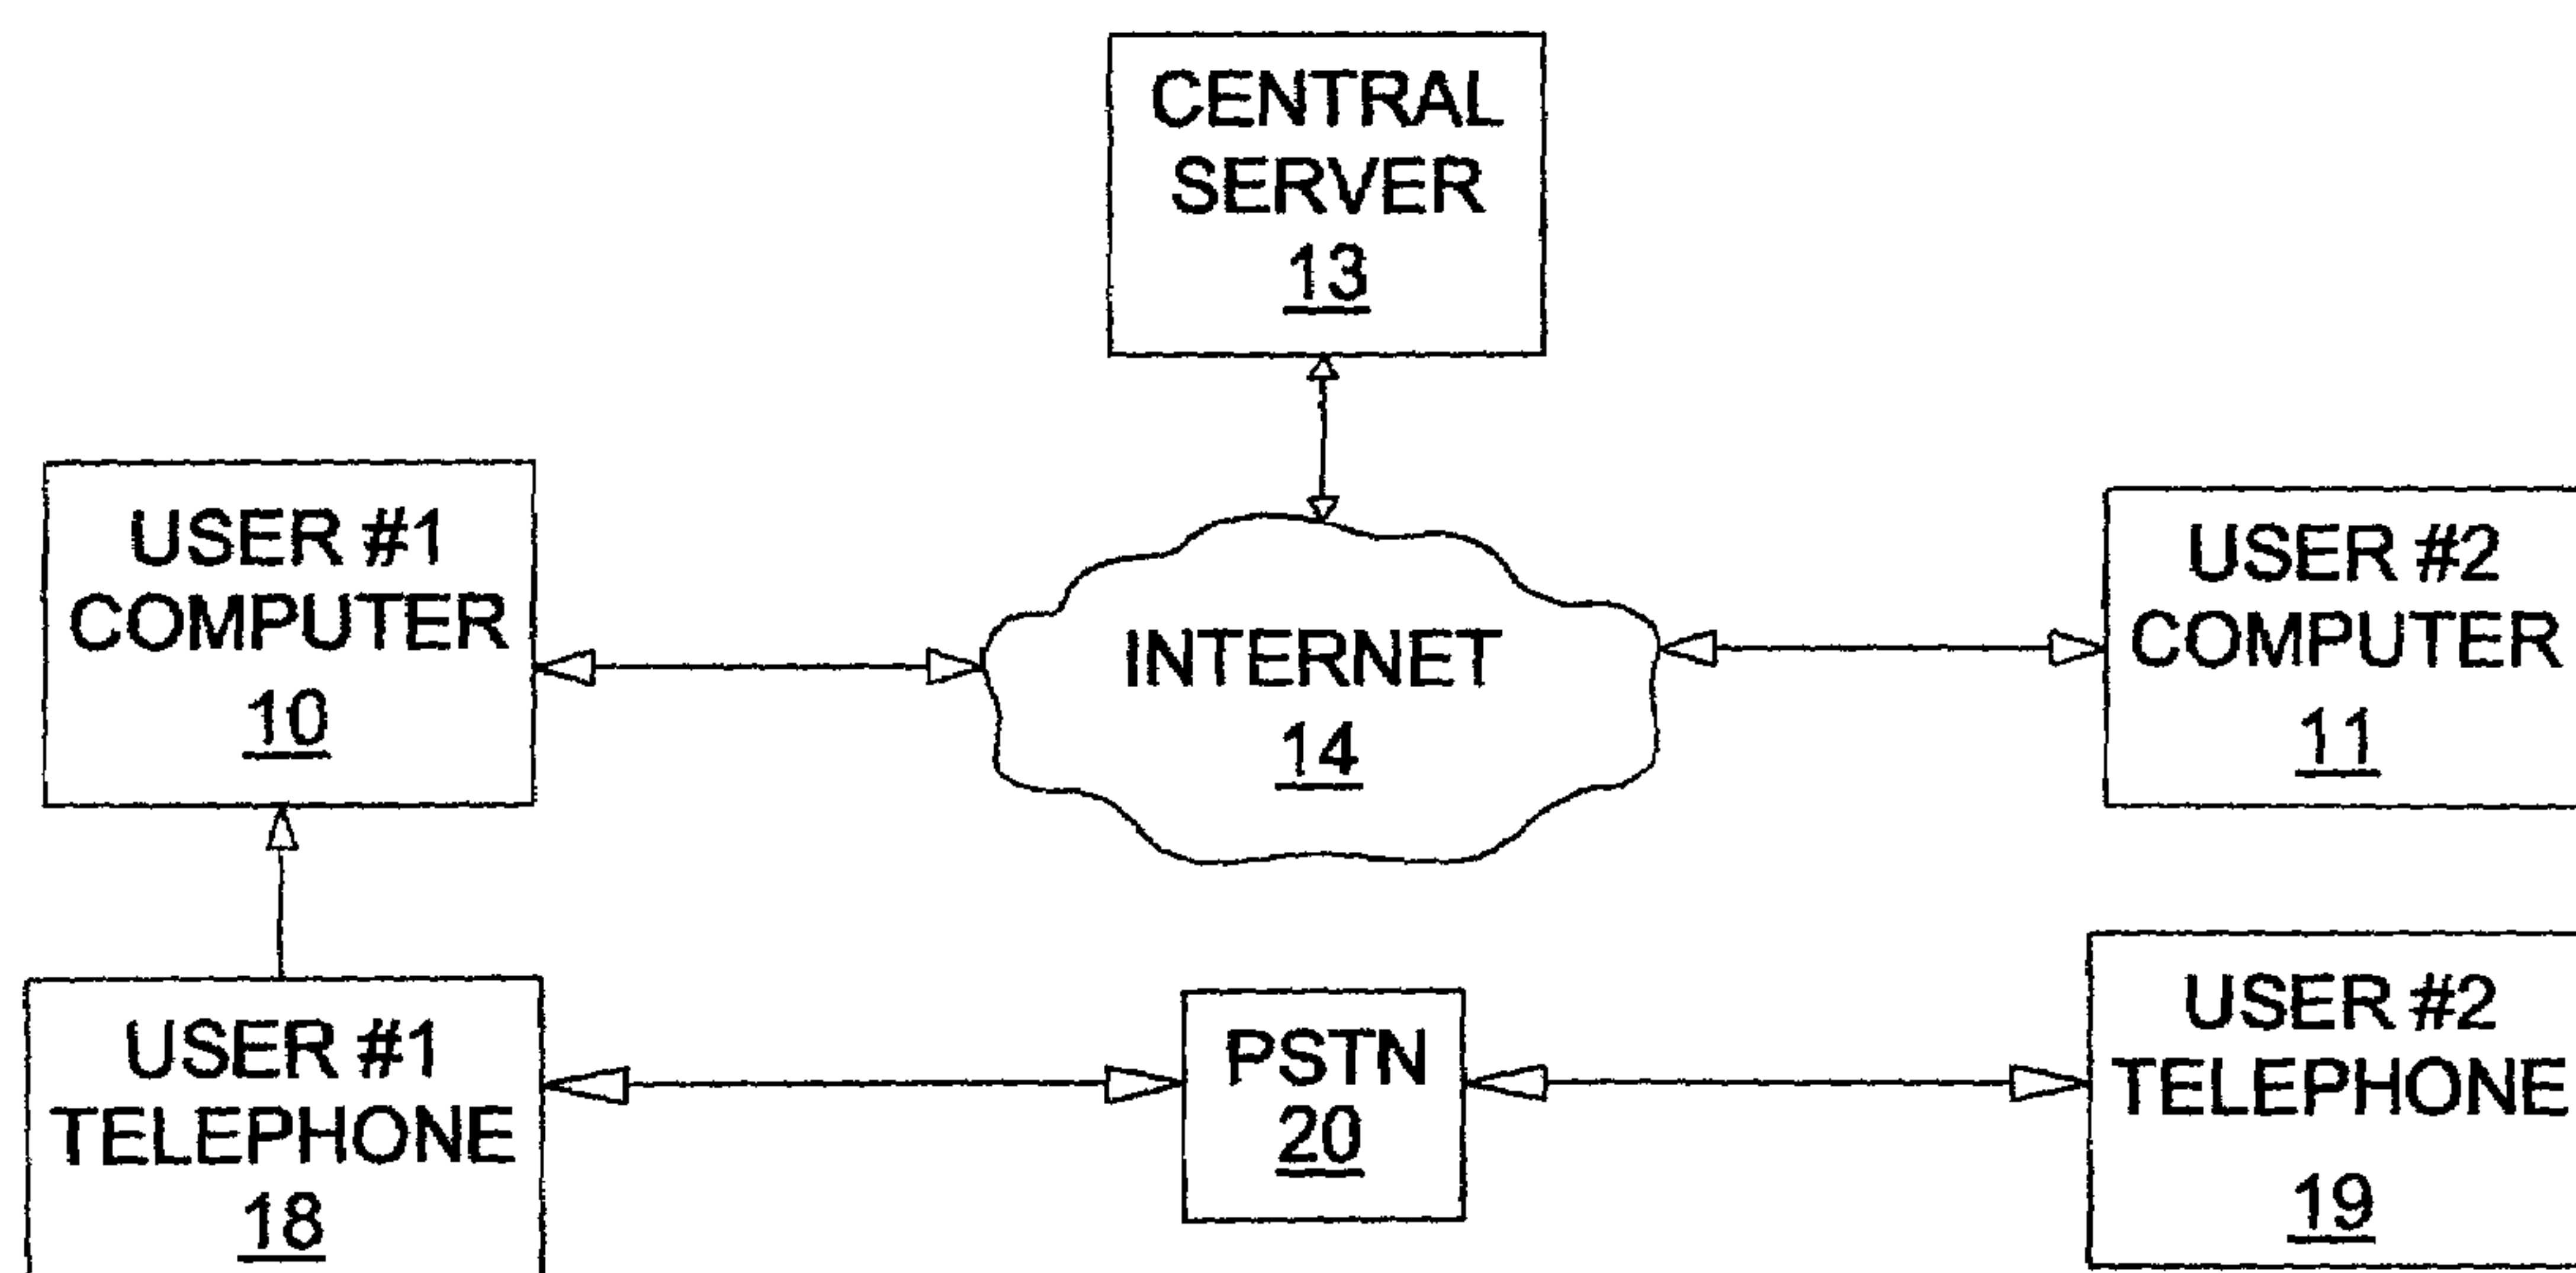 CENTRAL
SERVER
13
USER #1
COMPUTER
10
INTERNET
14
USER #2
COMPUTER
11
USER #1
TELEPHONE
18
PSTN
20
USER #2
TELEPHONE
19